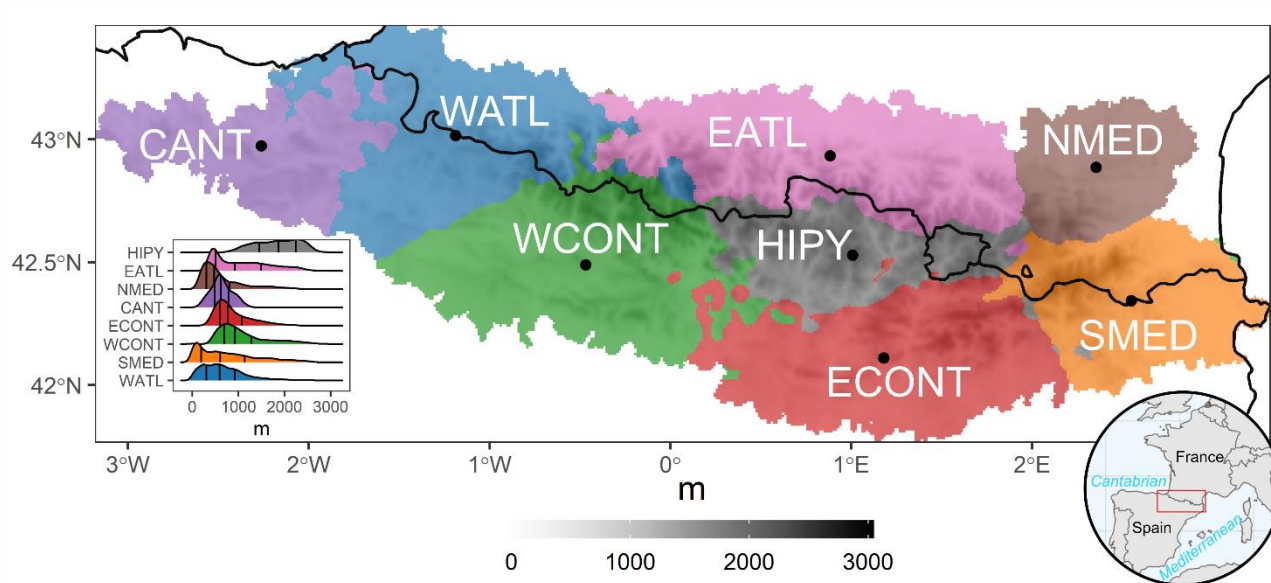 43°N
42.5°N
42°N
CANT
WATL
EATL
NMED
WCONT
HIPY
SMED
ECONT
HIPY
EATL
NMED
CANT
ECONT
WCONT
SMED
WATL
0 1000 2000 3000
m
3°W 2°W 1°W 0° 1°E 2°E
m
0 1000 2000 3000
France
Cantabrian
Spain
Mediterranean